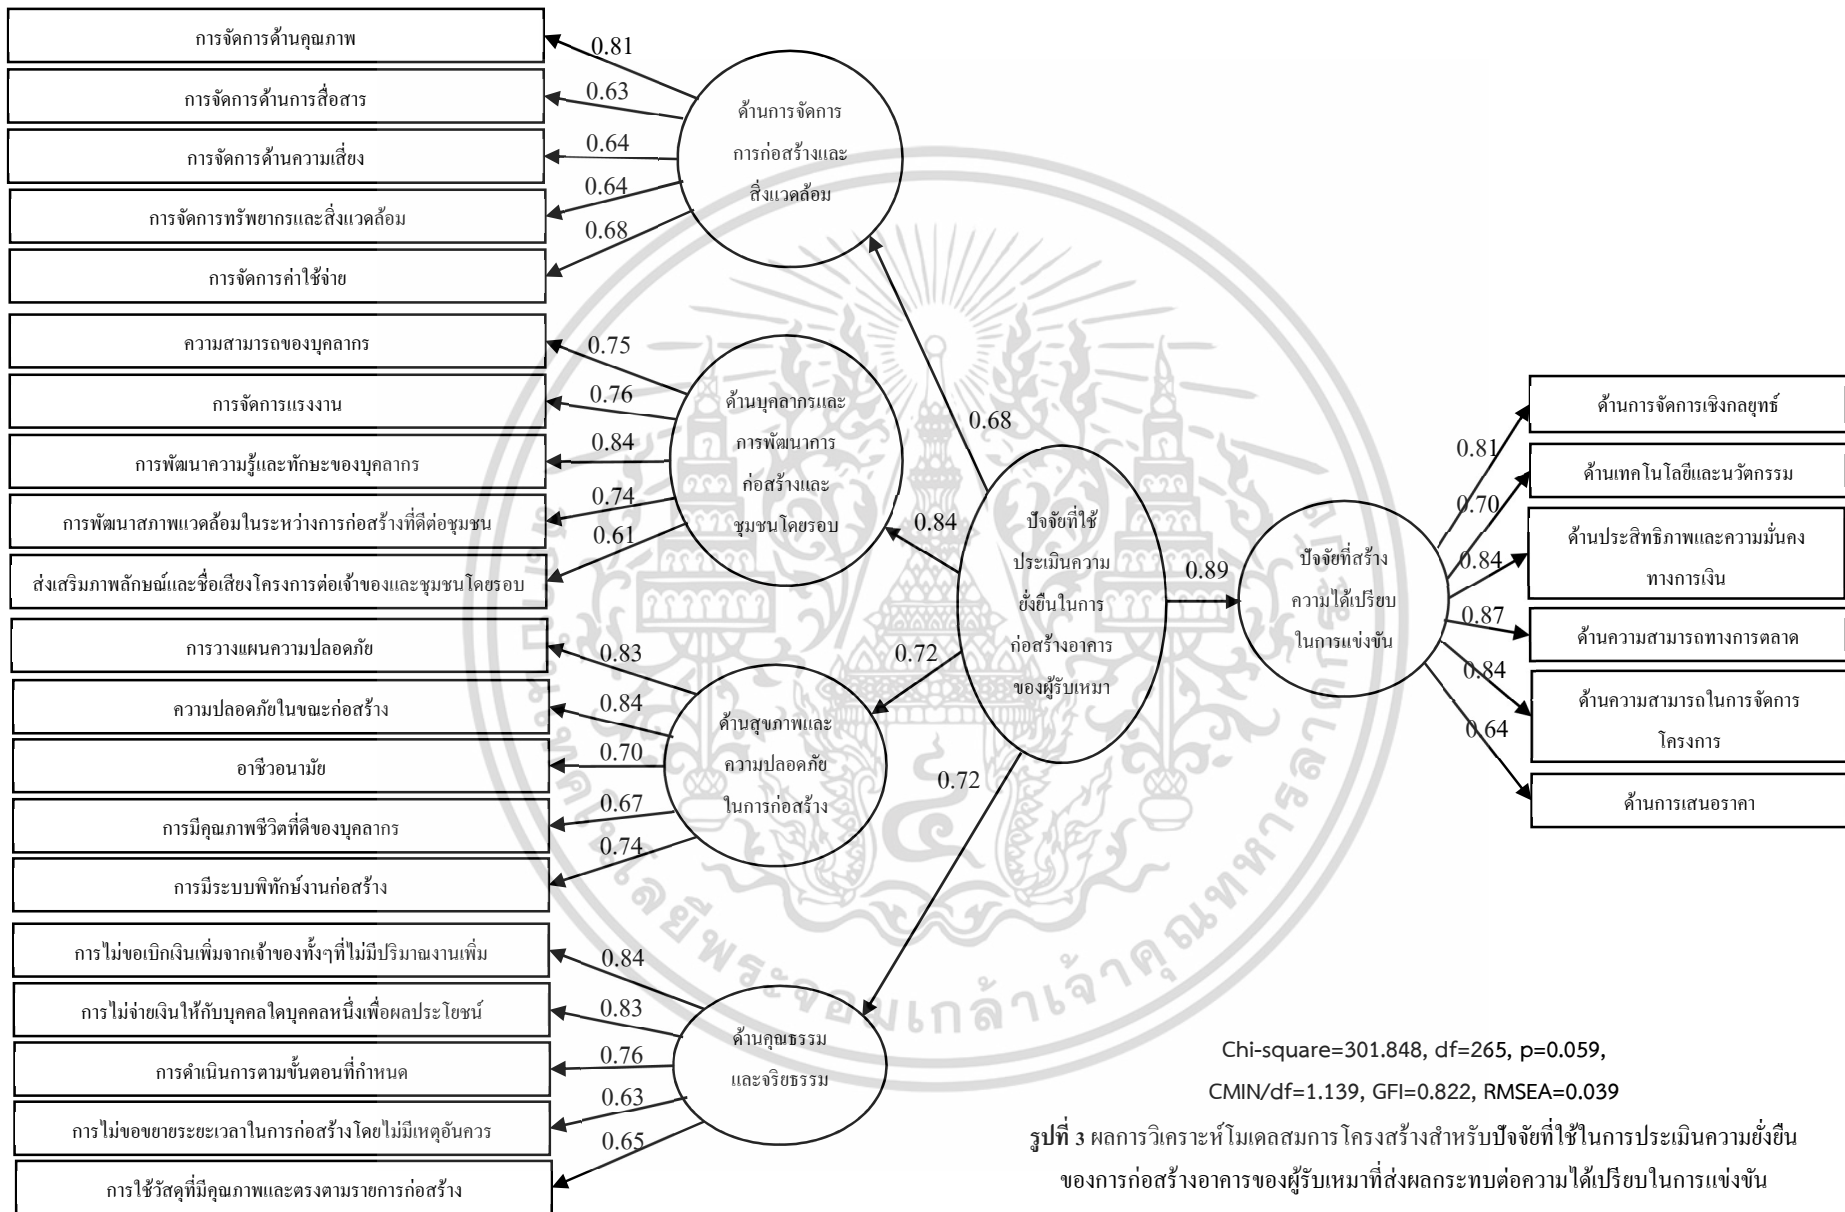 การจัดการด้านคุณภาพ
การจัดการด้านการสื่อสาร
การจัดการด้านความเสี่ยง
การจัดการทรัพยากรและสิ่งแวดล้อม
การจัดการค่าใช้จ่าย
0.81
0.63
0.64
0.64
0.68
ด้านการจัดการ
การก่อสร้างและ
สิ่งแวดล้อม
ความสามารถของบุคลากร
การจัดการแรงงาน
การพัฒนาความรู้และทักษะของบุคลากร
การพัฒนาสภาพแวดล้อมในระหว่างการก่อสร้างที่ดีต่อชุมชน
ส่งเสริมภาพลักษณ์และชื่อเสียงโครงการต่อเจ้าของและชุมชนโดยรอบ
0.75
0.76
0.84
0.74
0.61
ด้านบุคลากรและ
การพัฒนาการ
ก่อสร้างและ
ชุมชนโดยรอบ
การวางแผนความปลอดภัย
ความปลอดภัยในขณะก่อสร้าง
อาชีวอนามัย
การมีคุณภาพชีวิตที่ดีของบุคลากร
การมีระบบพิทักษ์งานก่อสร้าง
0.83
0.84
0.70
0.67
0.74
ด้านสุขภาพและ
ความปลอดภัย
ในการก่อสร้าง
การไม่ขอเบิกเงินเพิ่มจากเจ้าของทั้งๆที่ไม่มีปริมาณงานเพิ่ม
การไม่จ่ายเงินให้กับบุคคลใดบุคคลหนึ่งเพื่อผลประโยชน์
การดำเนินการตามขั้นตอนที่กำหนด
การไม่ขอขยายระยะเวลาในการก่อสร้างโดยไม่มีเหตุอันควร
การใช้วัสดุที่มีคุณภาพและตรงตามรายการก่อสร้าง
0.84
0.83
0.76
0.63
0.65
ด้านคุณธรรม
และจริยธรรม
0.68
0.84
0.72
0.72
ปัจจัยที่ใช้
ประเมินความ
ยั่งยืนในการ
ก่อสร้างอาคาร
ของผู้รับเหมา
0.89
ปัจจัยที่สร้าง
ความได้เปรียบ
ในการแข่งขัน
0.81
0.70
0.84
0.87
0.84
0.64
ด้านการจัดการเชิงกลยุทธ์
ด้านเทคโนโลยีและนวัตกรรม
ด้านประสิทธิภาพและความมั่นคง
ทางการเงิน
ด้านความสามารถทางการตลาด
ด้านความสามารถในการจัดการ
โครงการ
ด้านการเสนอราคา
Chi-square=301.848, df=265, p=0.059,
CMIN/df=1.139, GFI=0.822, RMSEA=0.039
รูปที่ 3 ผลการวิเคราะห์โมเดลสมการโครงสร้างสำหรับปัจจัยที่ใช้ในการประเมินความยั่งยืน
ของการก่อสร้างอาคารของผู้รับเหมาที่ส่งผลกระทบต่อความได้เปรียบในการแข่งขัน